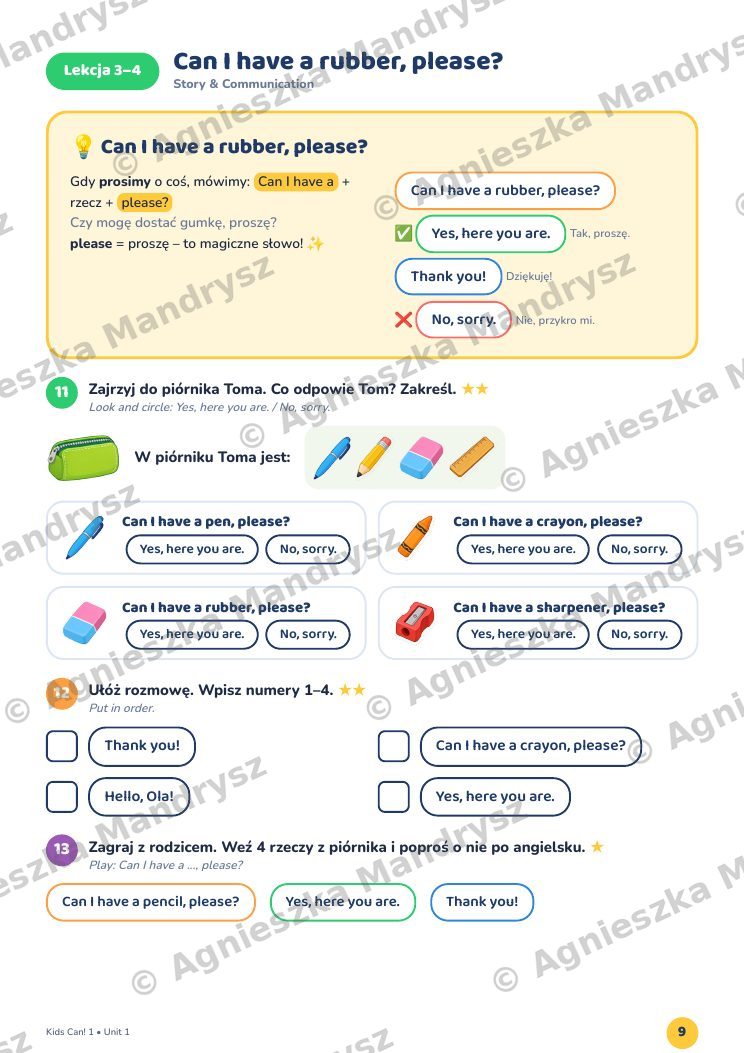 Lekcja 3–4
Can I have a rubber, please?
Story & Communication
Can I have a rubber, please?
Gdy prosimy o coś, mówimy: Can I have a +
rzecz + please?
Czy mogę dostać gumkę, proszę?
please = proszę – to magiczne słowo!
Can I have a rubber, please?
Yes, here you are. Tak, proszę.
Thank you! Dziękuję!
No, sorry. Nie, przykro mi.
11 Zajrzyj do piórnika Toma. Co odpowie Tom? Zakreśl.
Look and circle: Yes, here you are. / No, sorry.
W piórniku Toma jest:
Can I have a pen, please?
Yes, here you are. No, sorry.
Can I have a crayon, please?
Yes, here you are. No, sorry.
Can I have a rubber, please?
Yes, here you are. No, sorry.
Can I have a sharpener, please?
Yes, here you are. No, sorry.
12 Ułóż rozmowę. Wpisz numery 1–4.
Put in order.
Thank you!
Can I have a crayon, please?
Hello, Ola!
Yes, here you are.
13 Zagraj z rodzicem. Weź 4 rzeczy z piórnika i poproś o nie po angielsku.
Play: Can I have a ..., please?
Can I have a pencil, please? Yes, here you are. Thank you!
Kids Can! 1 • Unit 1
9
© Agnieszka Mandrysz